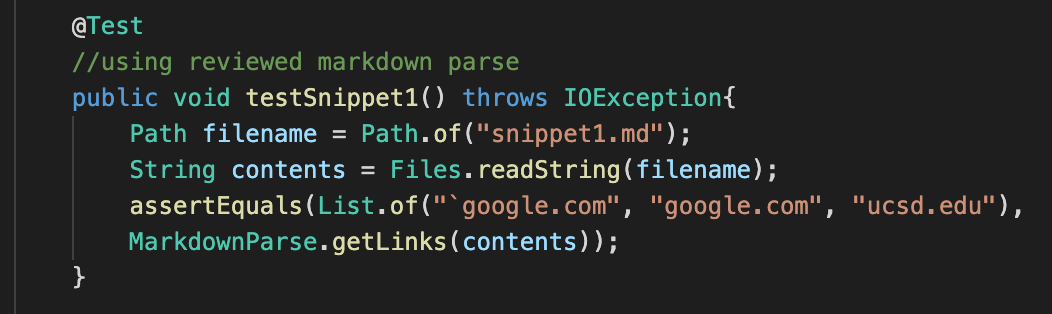 @Test
//using reviewed markdown parse
public void testSnippet1() throws IOException{
Path filename = Path.of("snippet1.md");
String contents = Files.readString(filename);
assertEquals(List.of("`google.com", "google.com", "ucsd.edu"),
MarkdownParse.getLinks(contents));
}